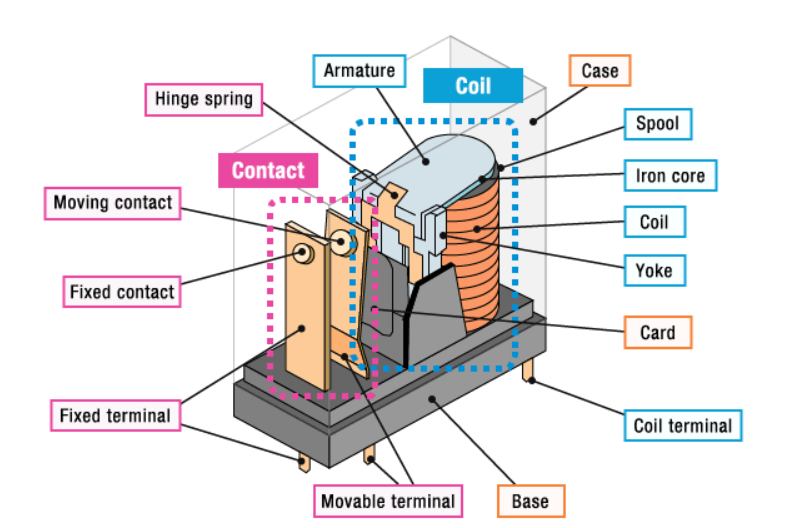 Armature
Coil
Case
Hinge spring
Spool
Contact
Iron core
Moving contact
Coil
Yoke
Fixed contact
Card
Fixed terminal
Coil terminal
Movable terminal
Base